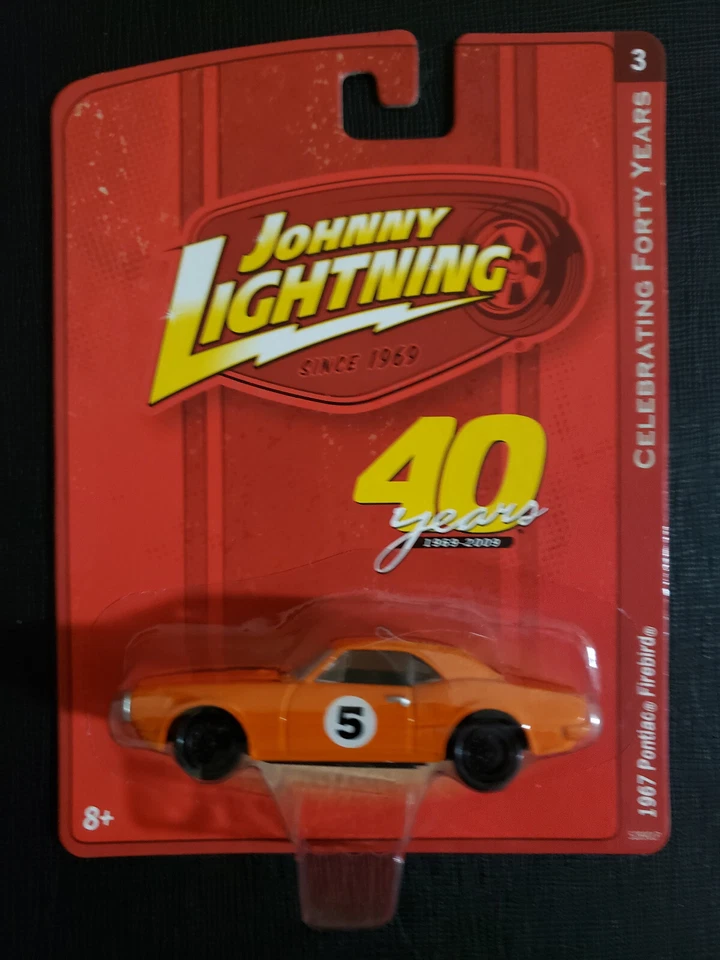 3
CELEBRATING FORTY YEARS
JOHNNY
LIGHTNING
SINCE 1969
®
40
years
1969-2009
1967 Pontiac® Firebird®
5
8+